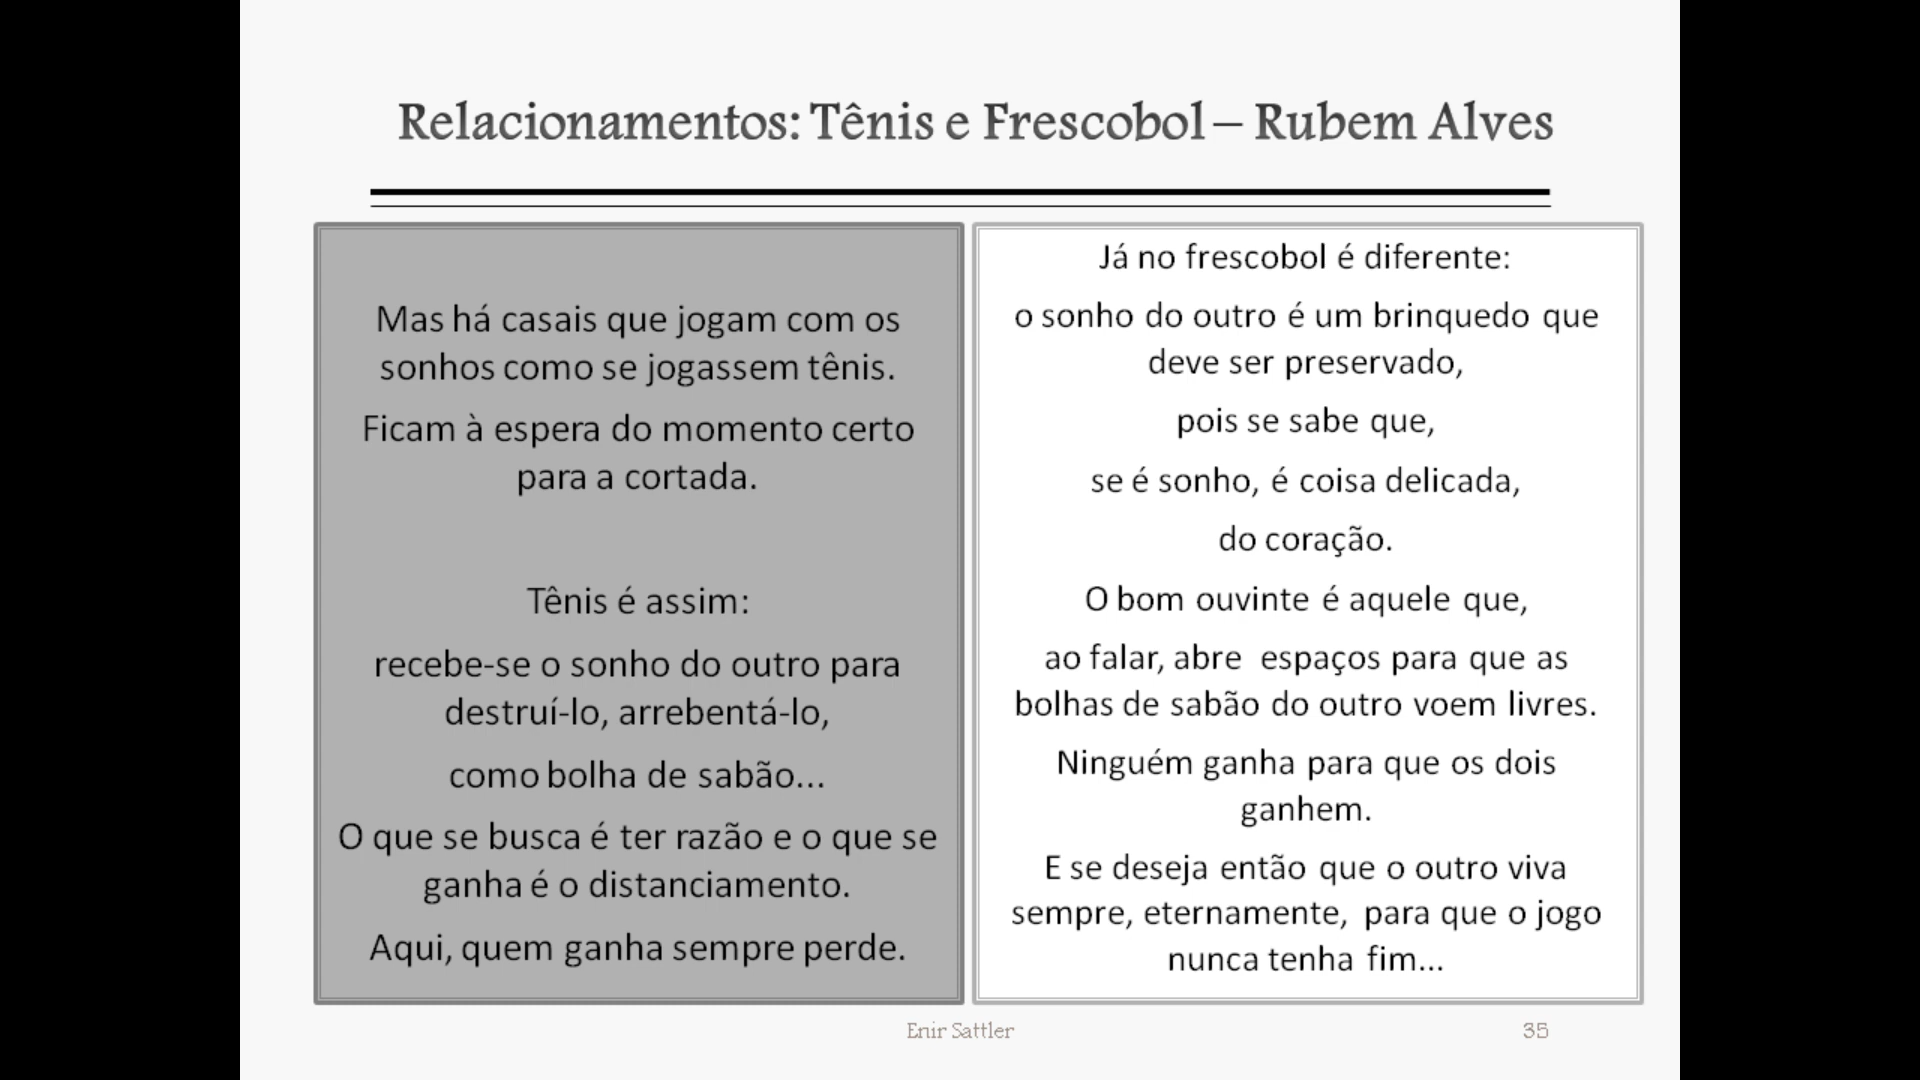 Relacionamentos: Tênis e Frescobol – Rubem Alves
Mas há casais que jogam com os
sonhos como se jogassem tênis.
Ficam à espera do momento certo
para a cortada.
Tênis é assim:
recebe-se o sonho do outro para
destruí-lo, arrebentá-lo,
como bolha de sabão...
O que se busca é ter razão e o que se
ganha é o distanciamento.
Aqui, quem ganha sempre perde.
Já no frescobol é diferente:
o sonho do outro é um brinquedo que
deve ser preservado,
pois se sabe que,
se é sonho, é coisa delicada,
do coração.
O bom ouvinte é aquele que,
ao falar, abre espaços para que as
bolhas de sabão do outro voem livres.
Ninguém ganha para que os dois
ganhem.
E se deseja então que o outro viva
sempre, eternamente, para que o jogo
nunca tenha fim...
Enir Sattler
35